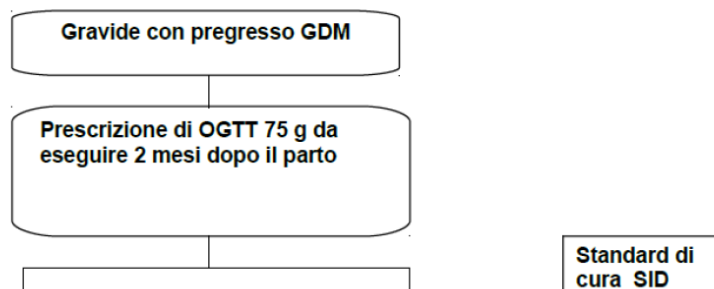 Gravide con pregresso GDM
Prescrizione di OGTT 75 g da
eseguire 2 mesi dopo il parto
Standard di
cura SID